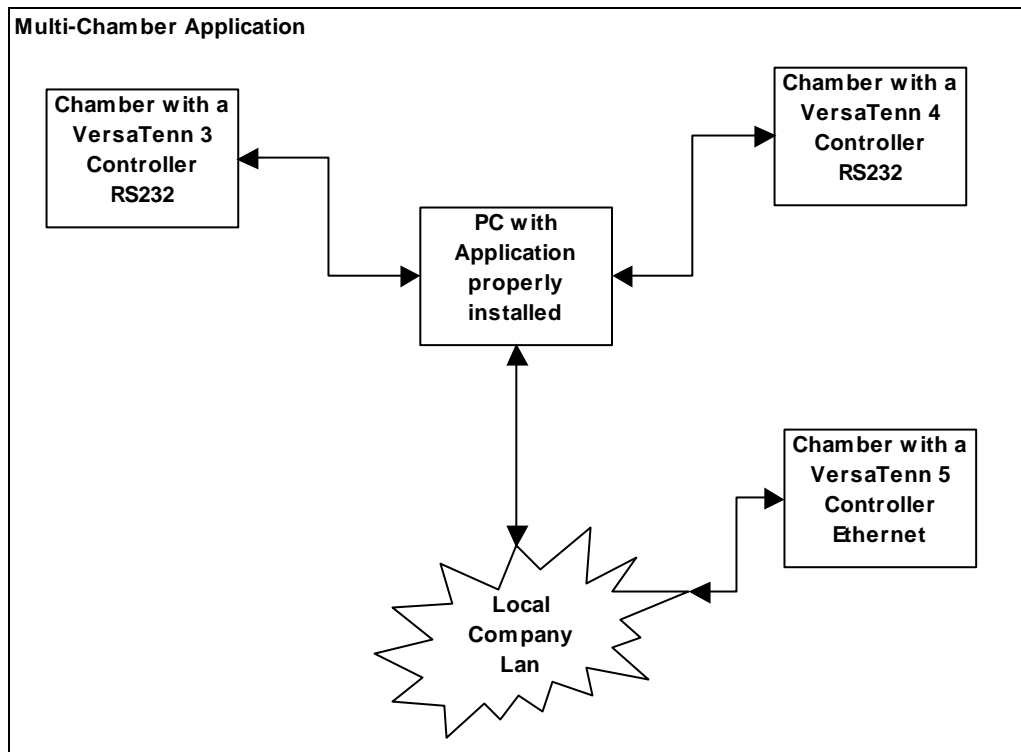 Multi-Chamber Application
Chamber with a
VersaTenn 3
Controller
RS232
Chamber with a
VersaTenn 4
Controller
RS232
PC with
Application
properly
installed
Chamber with a
VersaTenn 5
Controller
Ethernet
Local
Company
Lan